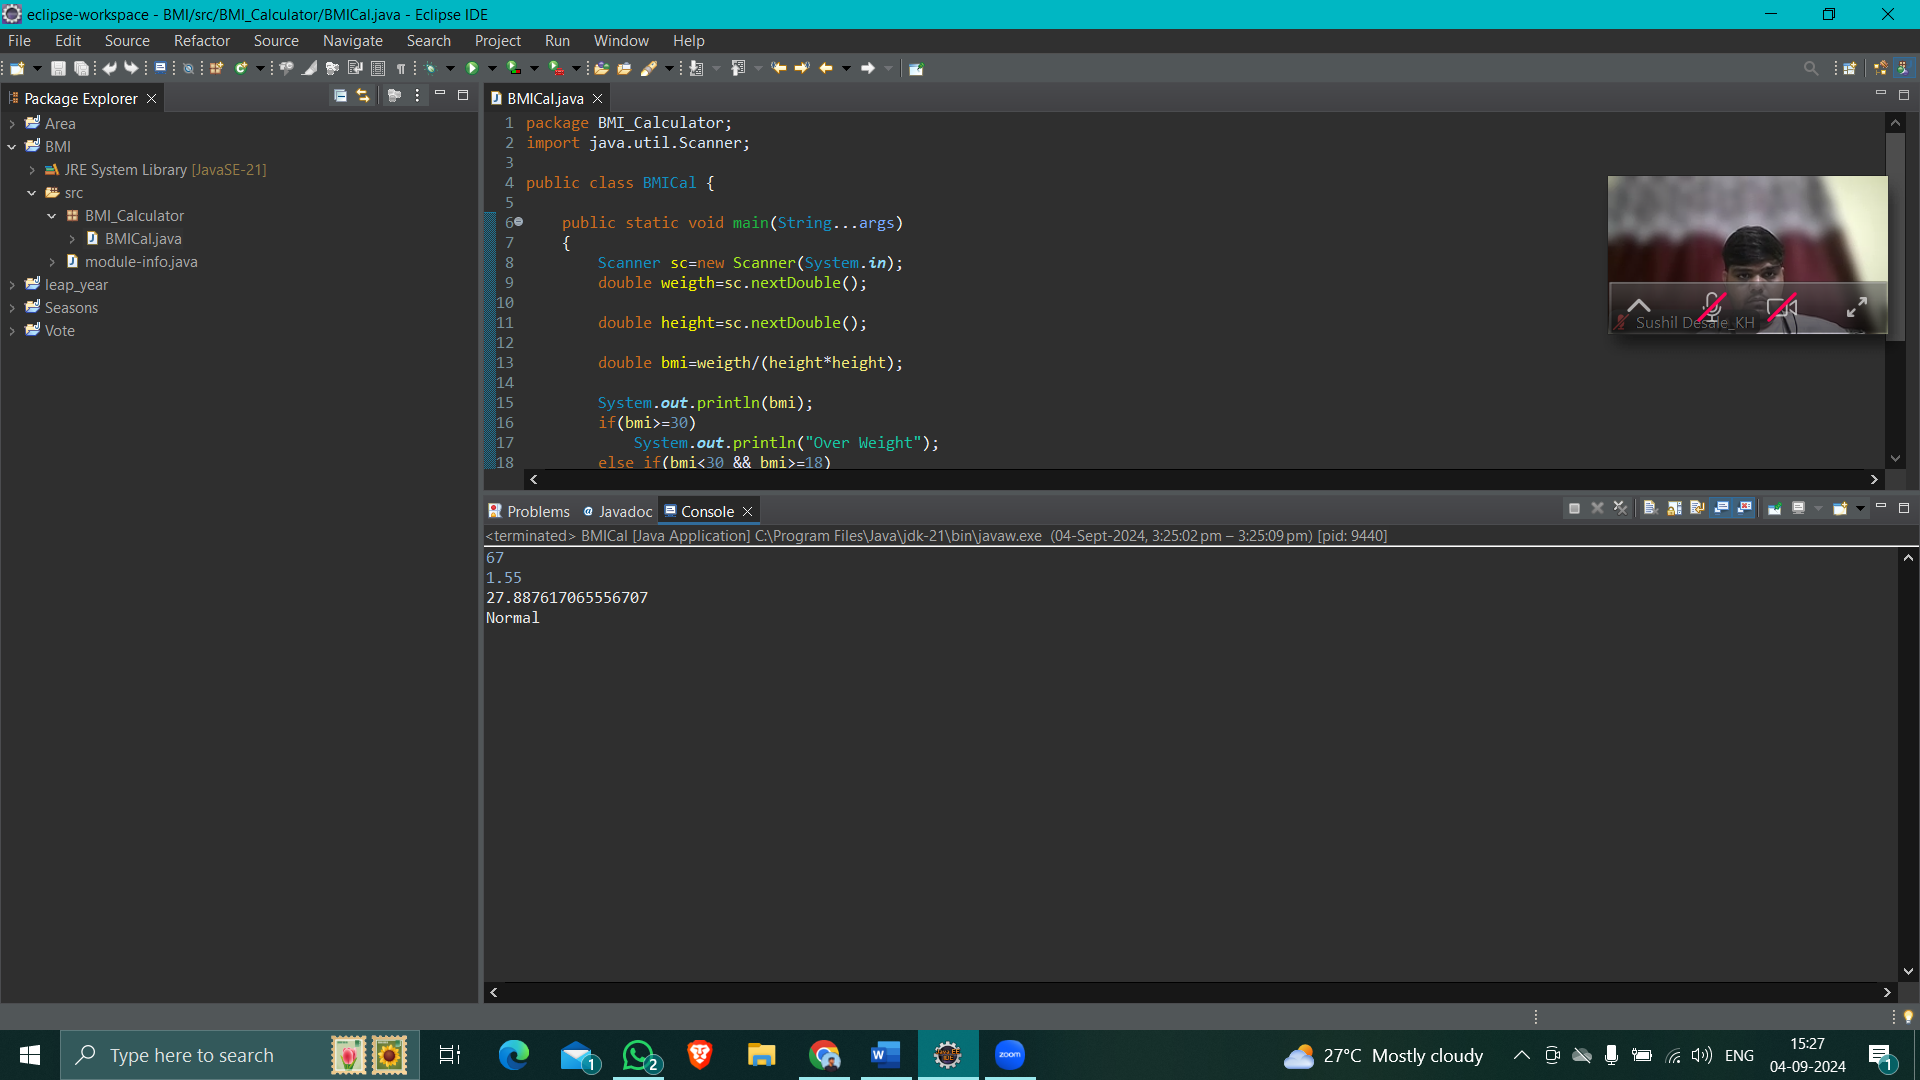 eclipse-workspace - BMI/src/BMI_Calculator/BMICal.java - Eclipse IDE
File Edit Source Refactor Source Navigate Search Project Run Window Help
Package Explorer
Area
BMI
JRE System Library [JavaSE-21]
src
BMI_Calculator
BMICal.java
module-info.java
leap_year
Seasons
Vote
BMICal.java
1 package BMI_Calculator;
2 import java.util.Scanner;
3
4 public class BMICal {
5
6 public static void main(String...args)
7 {
8 Scanner sc=new Scanner(System.in);
9 double weigth=sc.nextDouble();
10
11 double height=sc.nextDouble();
12
13 double bmi=weigth/(height*height);
14
15 System.out.println(bmi);
16 if(bmi>=30)
17 System.out.println("Over Weight");
18 else if(bmi<30 && bmi>=18)
Sushil Desale_KH
Problems Javadoc Console
<terminated> BMICal [Java Application] C:\Program Files\Java\jdk-21\bin\javaw.exe (04-Sept-2024, 3:25:02 pm – 3:25:09 pm) [pid: 9440]
67
1.55
27.887617065556707
Normal
Type here to search
1
2
zoom
27°C Mostly cloudy
ENG
15:27
04-09-2024
1